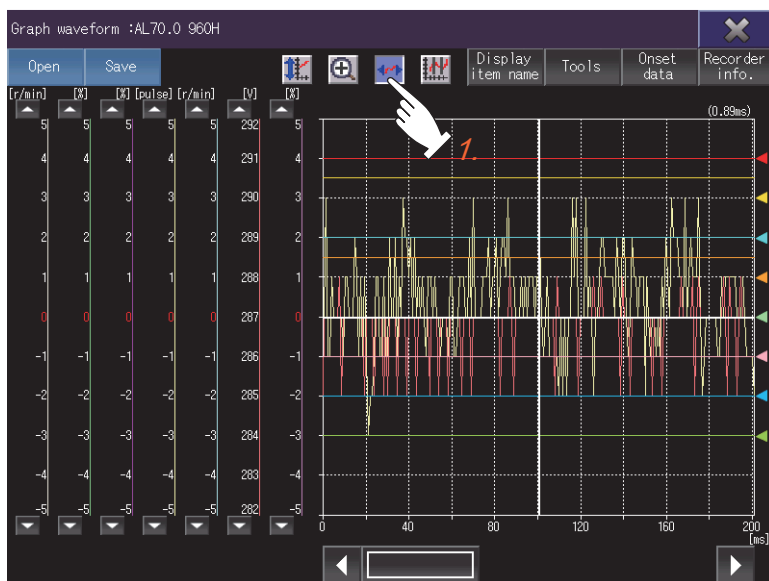 Graph waveform :AL70.0 960H
Open Save Display item name Tools Onset data Recorder info.
[r/min] [%] [%] [pulse] [r/min] [V] [%]
(0.89ms)
1.
5 5 5 5 5 292 5
4 4 4 4 4 291 4
3 3 3 3 3 290 3
2 2 2 2 2 289 2
1 1 1 1 1 288 1
0 0 0 0 0 287 0
-1 -1 -1 -1 -1 286 -1
-2 -2 -2 -2 -2 285 -2
-3 -3 -3 -3 -3 284 -3
-4 -4 -4 -4 -4 283 -4
-5 -5 -5 -5 -5 282 -5
0 40 80 120 160 200
[ms]